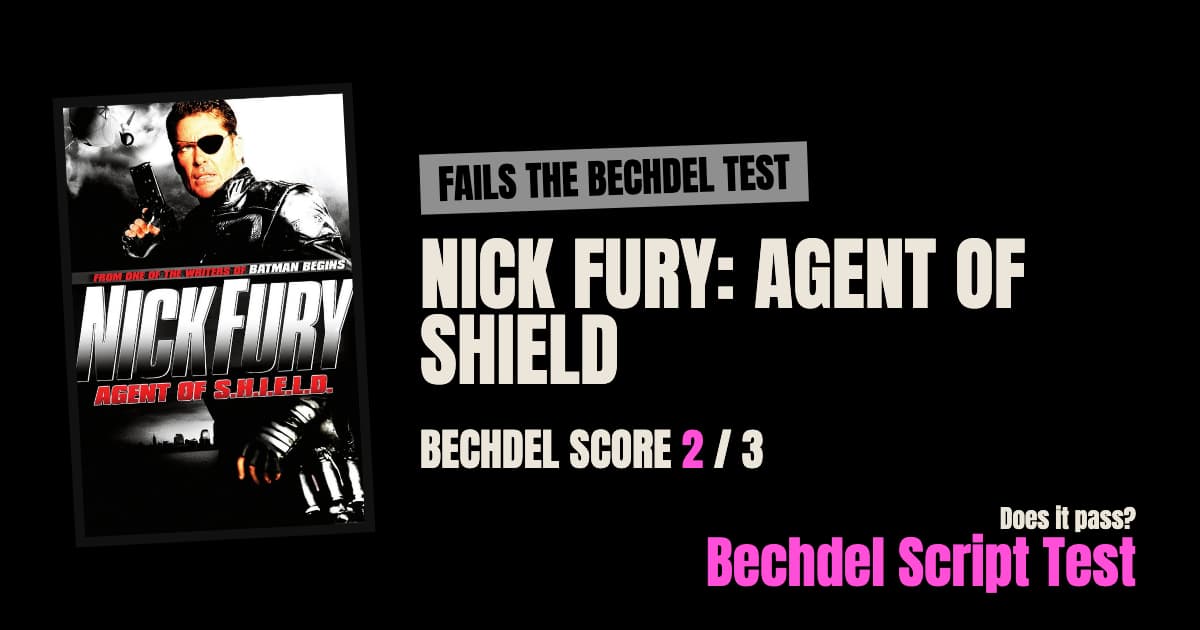 FROM ONE OF THE WRITERS OF BATMAN BEGINS
NICK FURY
AGENT OF S.H.I.E.L.D.
FAILS THE BECHDEL TEST
NICK FURY: AGENT OF
SHIELD
BECHDEL SCORE 2 / 3
Does it pass?
Bechdel Script Test